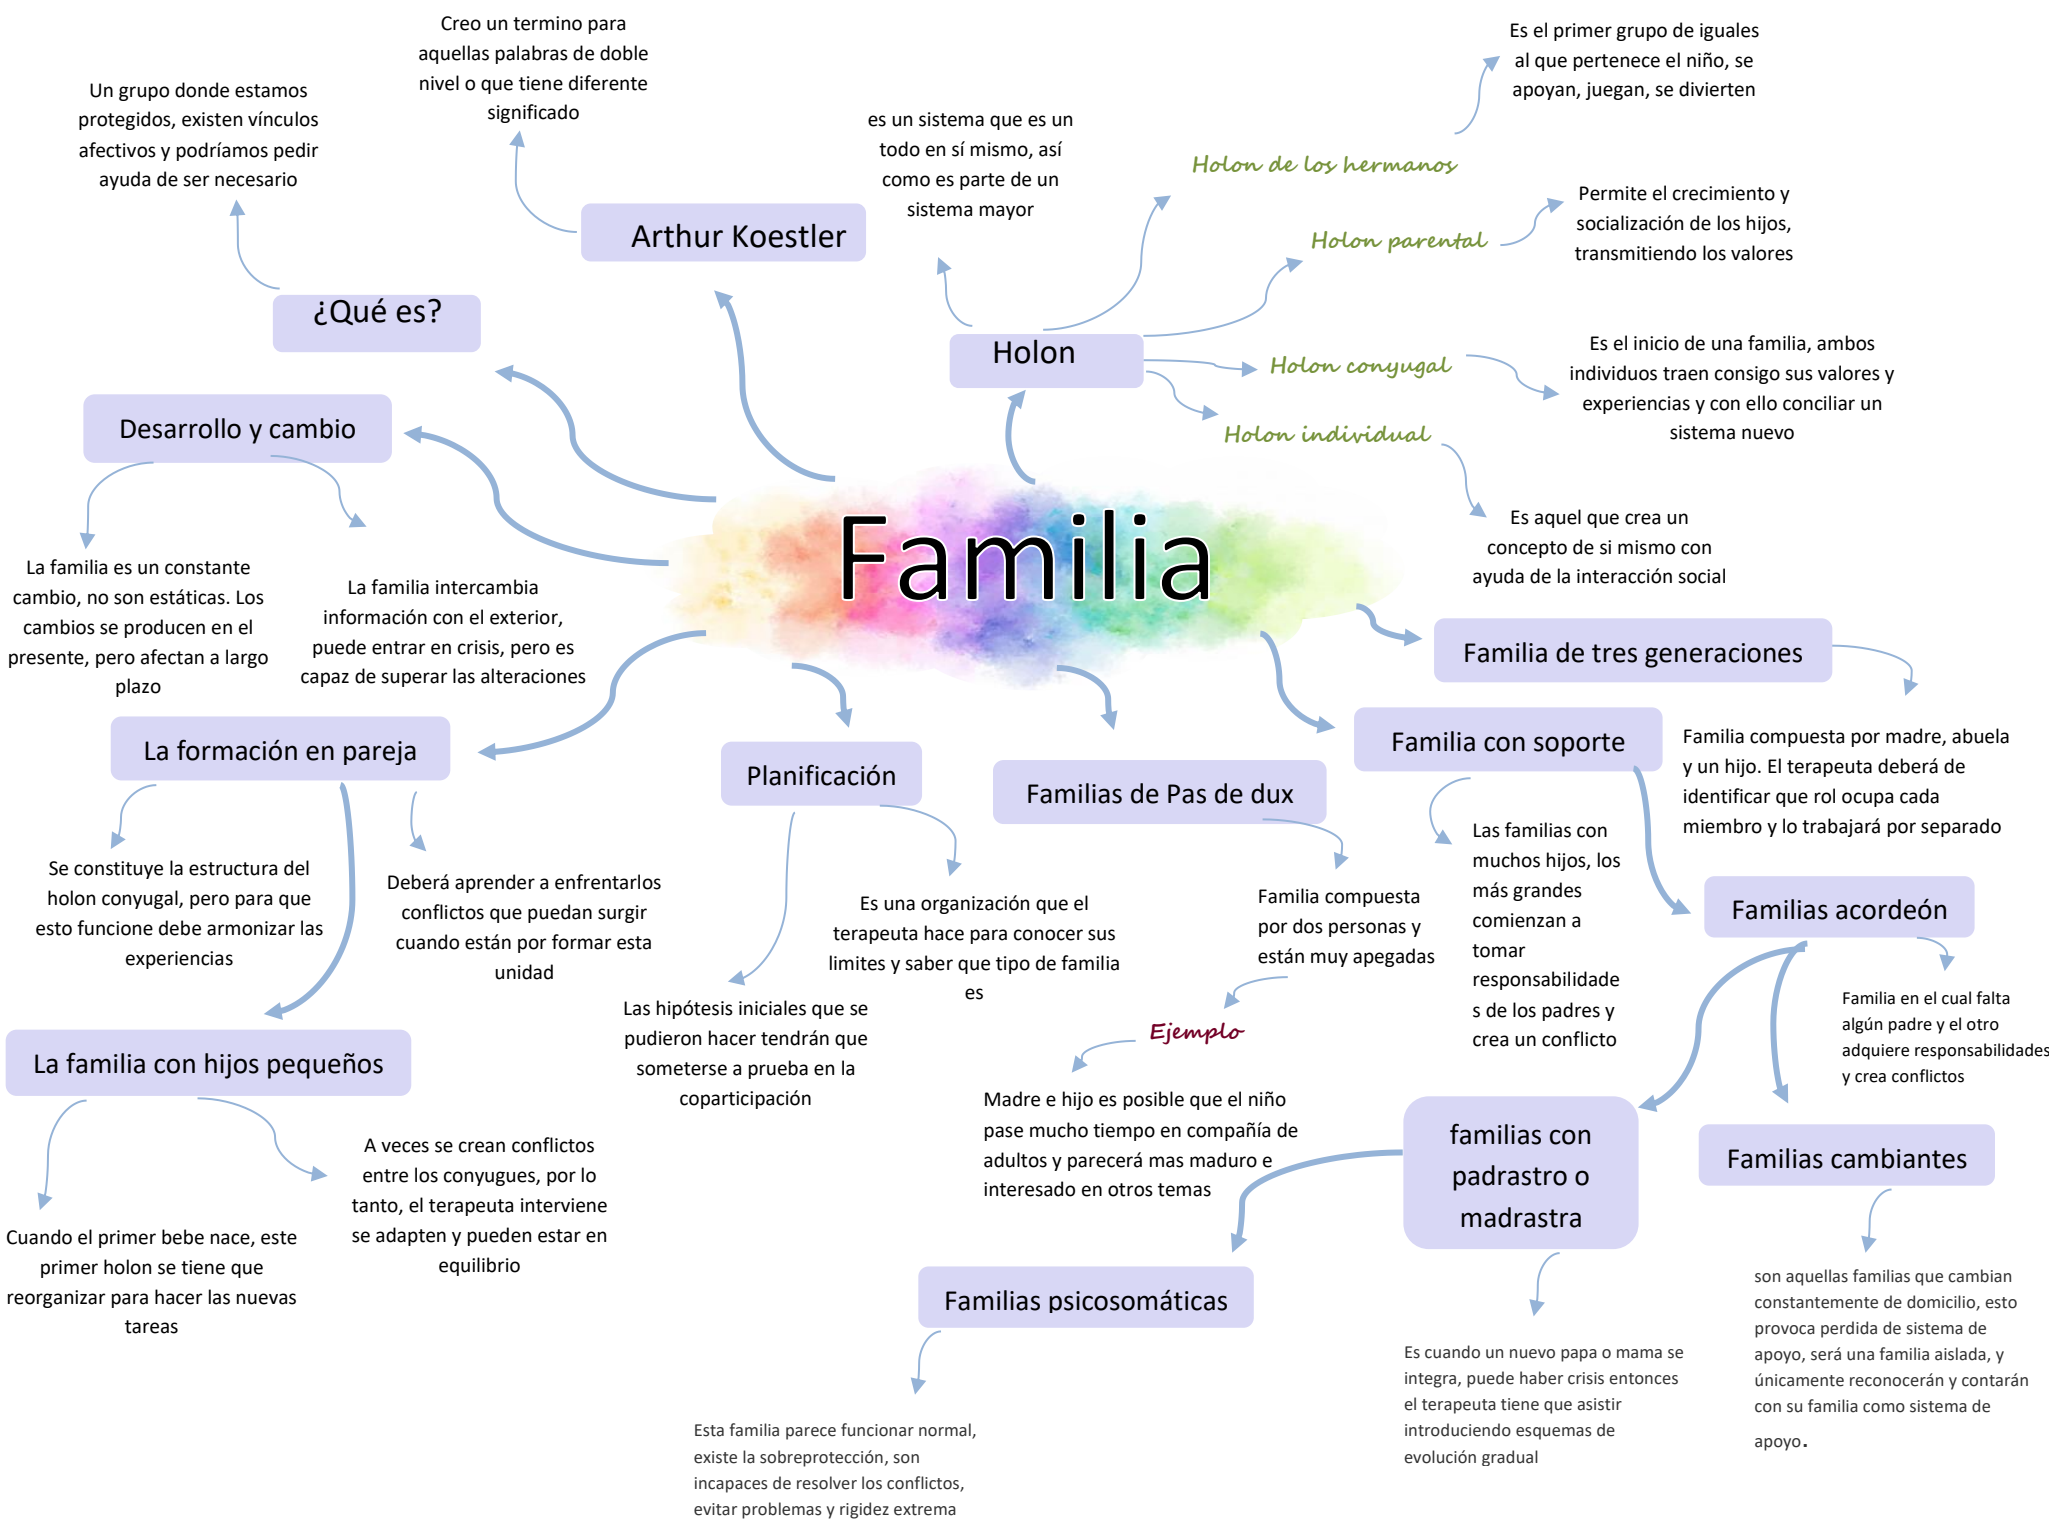 Creo un termino para
aquellas palabras de doble
nivel o que tiene diferente
significado
Un grupo donde estamos
protegidos, existen vínculos
afectivos y podríamos pedir
ayuda de ser necesario
Arthur Koestler
¿Qué es?
es un sistema que es un
todo en sí mismo, así
como es parte de un
sistema mayor
Holon
Holon de los hermanos
Es el primer grupo de iguales
al que pertenece el niño, se
apoyan, juegan, se divierten
Holon parental
Permite el crecimiento y
socialización de los hijos,
transmitiendo los valores
Holon conyugal
Es el inicio de una familia, ambos
individuos traen consigo sus valores y
experiencias y con ello conciliar un
sistema nuevo
Holon individual
Es aquel que crea un
concepto de si mismo con
ayuda de la interacción social
Desarrollo y cambio
La familia es un constante
cambio, no son estáticas. Los
cambios se producen en el
presente, pero afectan a largo
plazo
La familia intercambia
información con el exterior,
puede entrar en crisis, pero es
capaz de superar las alteraciones
Familia
Familia de tres generaciones
Familia compuesta por madre, abuela
y un hijo. El terapeuta deberá de
identificar que rol ocupa cada
miembro y lo trabajará por separado
La formación en pareja
Se constituye la estructura del
holon conyugal, pero para que
esto funcione debe armonizar las
experiencias
Deberá aprender a enfrentarlos
conflictos que puedan surgir
cuando están por formar esta
unidad
Planificación
Las hipótesis iniciales que se
pudieron hacer tendrán que
someterse a prueba en la
coparticipación
Es una organización que el
terapeuta hace para conocer sus
limites y saber que tipo de familia
es
Familias de Pas de dux
Familia compuesta
por dos personas y
están muy apegadas
Ejemplo
Madre e hijo es posible que el niño
pase mucho tiempo en compañía de
adultos y parecerá mas maduro e
interesado en otros temas
Familia con soporte
Las familias con
muchos hijos, los
más grandes
comienzan a
tomar
responsabilidade
s de los padres y
crea un conflicto
Familias acordeón
Familia en el cual falta
algún padre y el otro
adquiere responsabilidades
y crea conflictos
La familia con hijos pequeños
Cuando el primer bebe nace, este
primer holon se tiene que
reorganizar para hacer las nuevas
tareas
A veces se crean conflictos
entre los conyugues, por lo
tanto, el terapeuta interviene
se adapten y pueden estar en
equilibrio
familias con
padrastro o
madrastra
Es cuando un nuevo papa o mama se
integra, puede haber crisis entonces
el terapeuta tiene que asistir
introduciendo esquemas de
evolución gradual
Familias cambiantes
son aquellas familias que cambian
constantemente de domicilio, esto
provoca perdida de sistema de
apoyo, será una familia aislada, y
únicamente reconocerán y contarán
con su familia como sistema de
apoyo.
Familias psicosomáticas
Esta familia parece funcionar normal,
existe la sobreprotección, son
incapaces de resolver los conflictos,
evitar problemas y rigidez extrema